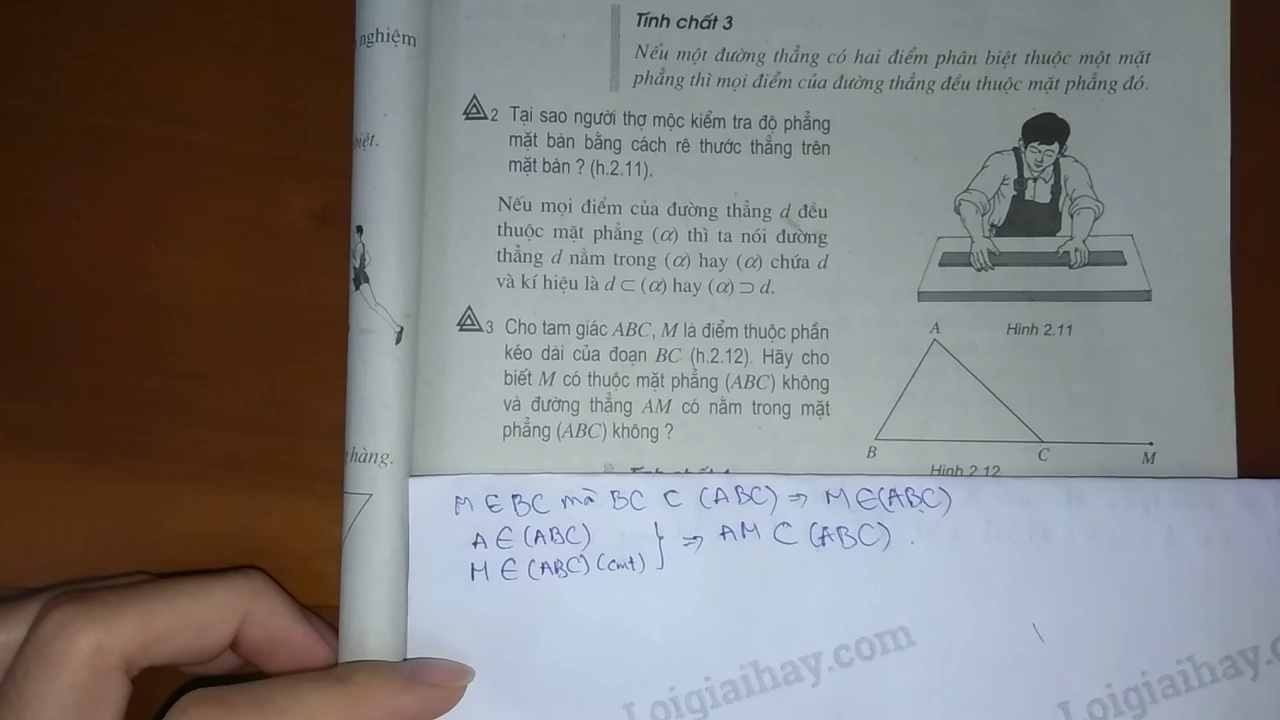 nghiệm
biệt.
hàng.
Tính chất 3
Nếu một đường thẳng có hai điểm phân biệt thuộc một mặt
phẳng thì mọi điểm của đường thẳng đều thuộc mặt phẳng đó.
2 Tại sao người thợ mộc kiểm tra độ phẳng
mặt bàn bằng cách rê thước thẳng trên
mặt bàn ? (h.2.11).
Nếu mọi điểm của đường thẳng d đều
thuộc mặt phẳng (α) thì ta nói đường
thẳng d nằm trong (α) hay (α) chứa d
và kí hiệu là d ⊂ (α) hay (α) ⊃ d.
Hình 2.11
3 Cho tam giác ABC, M là điểm thuộc phần
kéo dài của đoạn BC (h.2.12). Hãy cho
biết M có thuộc mặt phẳng (ABC) không
và đường thẳng AM có nằm trong mặt
phẳng (ABC) không ?
A
B C M
Hình 2.12
M ∈ BC mà BC ⊂ (ABC) ⇒ M ∈ (ABC)
A ∈ (ABC)
M ∈ (ABC) (cmt) } ⇒ AM ⊂ (ABC).
Loigiaihay.com
Loigiaihay.c